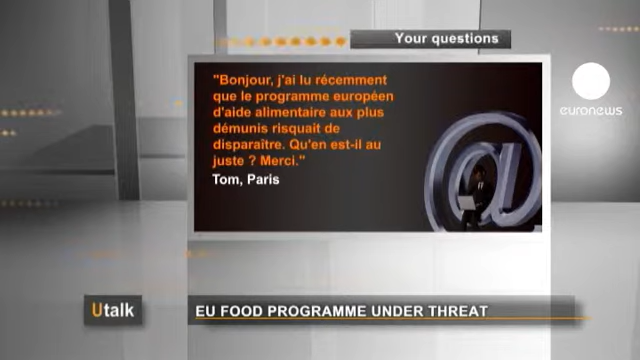 Your questions
"Bonjour, j'ai lu récemment
que le programme européen
d'aide alimentaire aux plus
démunis risquait de
disparaître. Qu'en est-il au
juste ? Merci."
Tom, Paris
@
euronews
Utalk
EU FOOD PROGRAMME UNDER THREAT